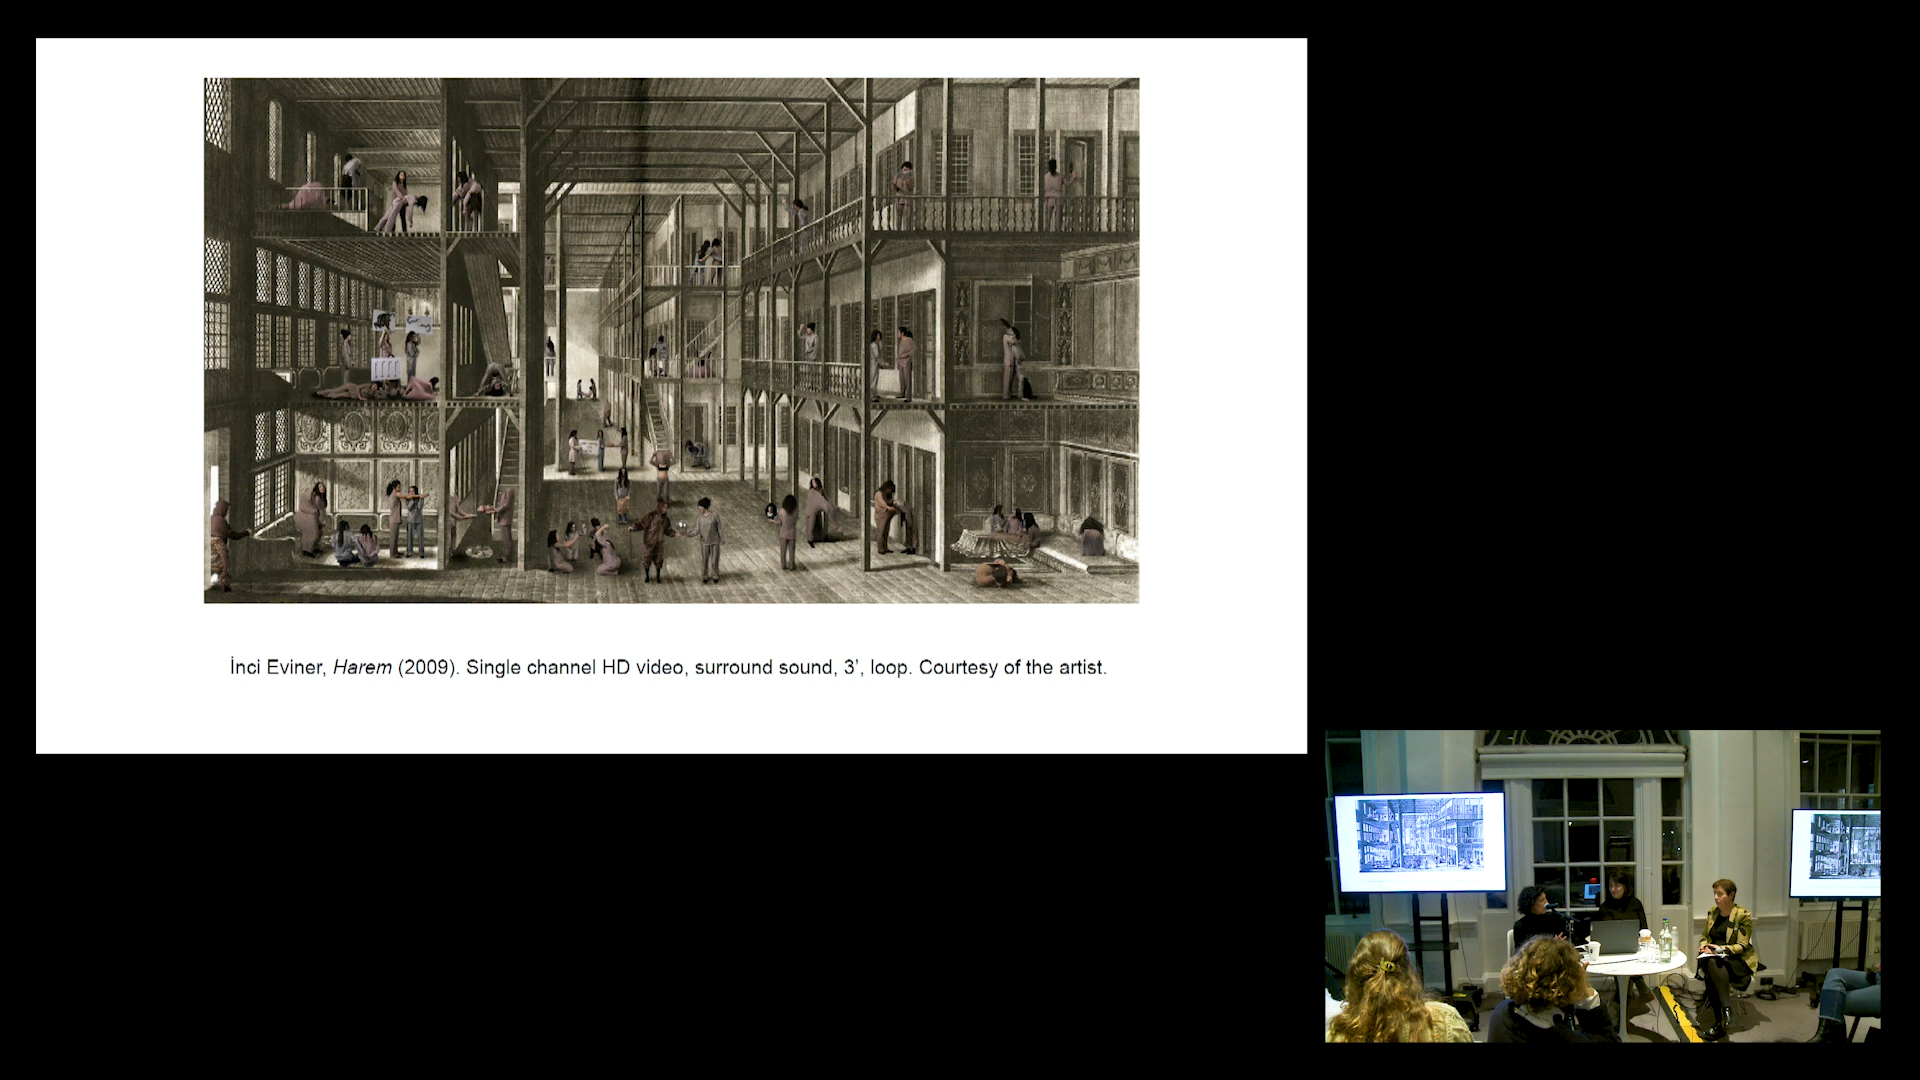 İnci Eviner, Harem (2009). Single channel HD video, surround sound, 3’, loop. Courtesy of the artist.